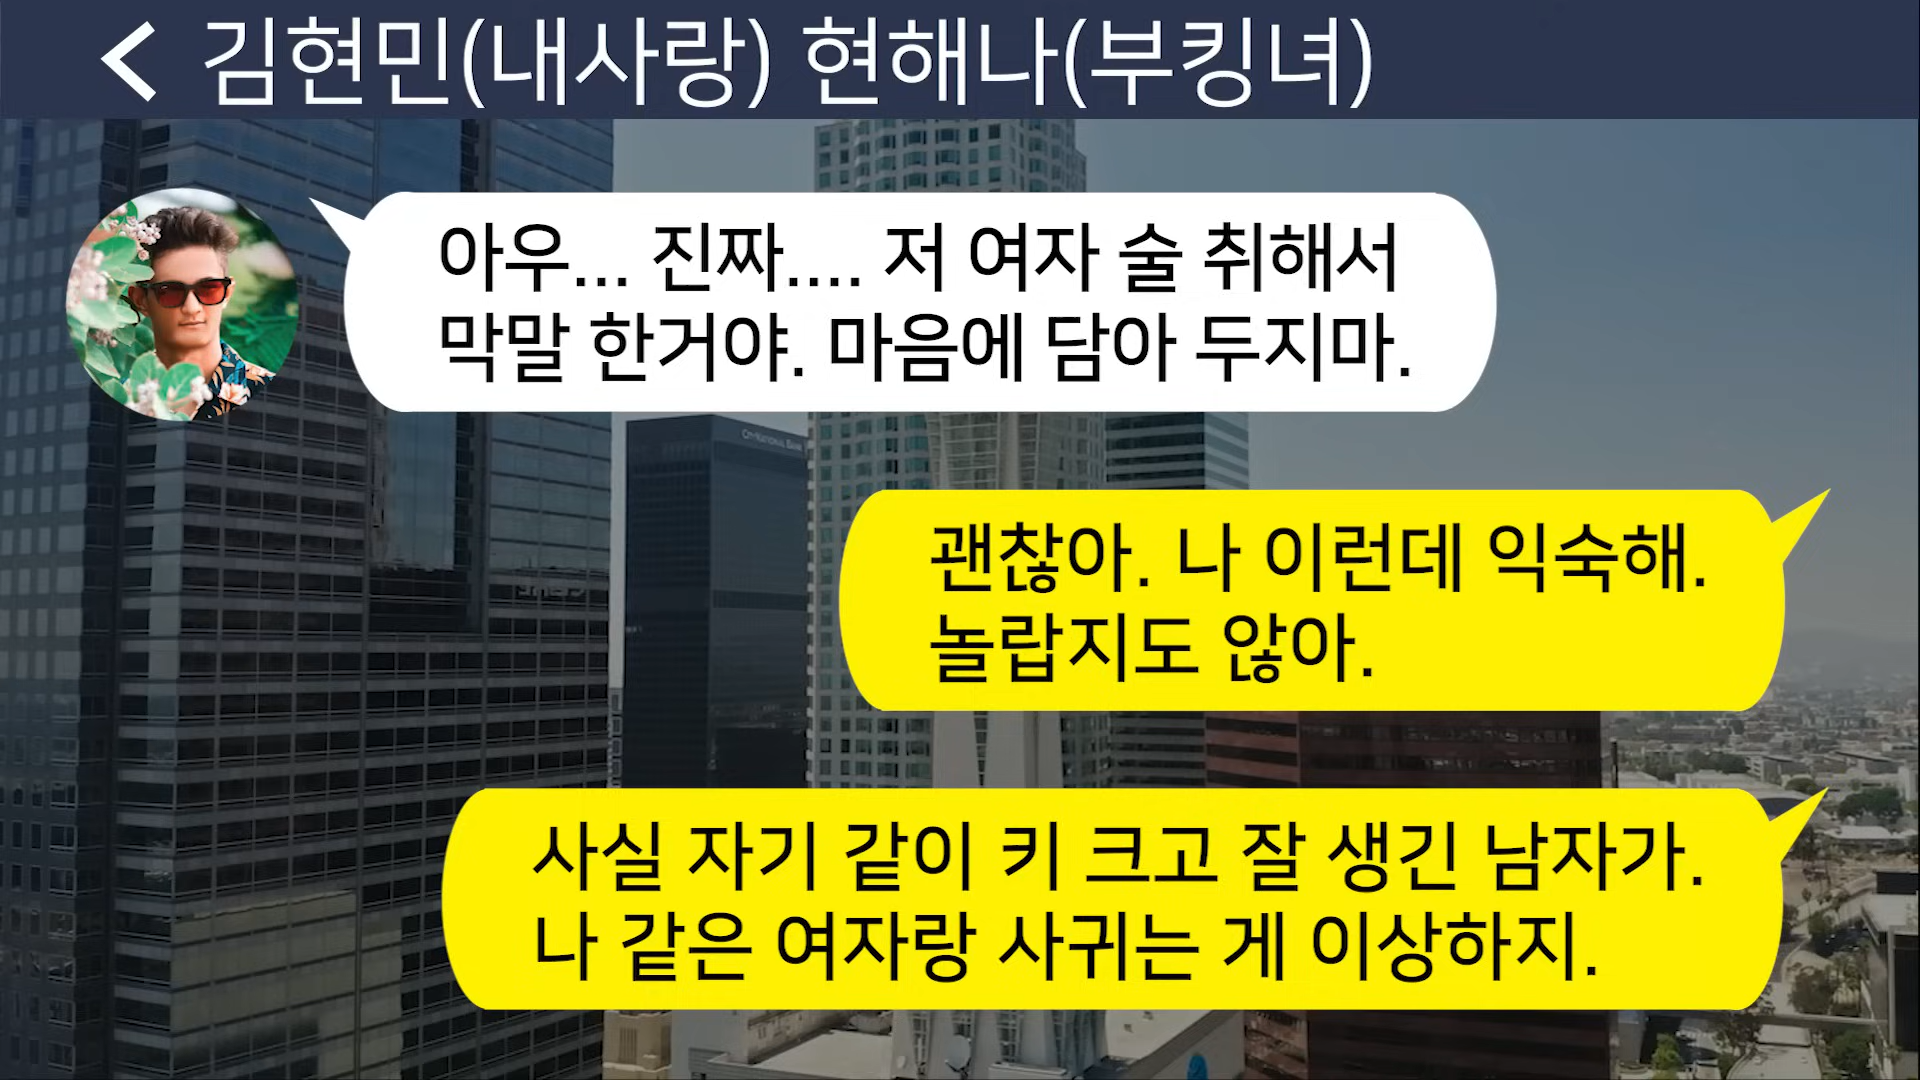 김현민(내사랑) 현해나(부킹녀)
아우... 진짜.... 저 여자 술 취해서
막말 한거야. 마음에 담아 두지마.
CITY NATIONAL BANK
괜찮아. 나 이런데 익숙해.
놀랍지도 않아.
사실 자기 같이 키 크고 잘 생긴 남자가.
나 같은 여자랑 사귀는 게 이상하지.